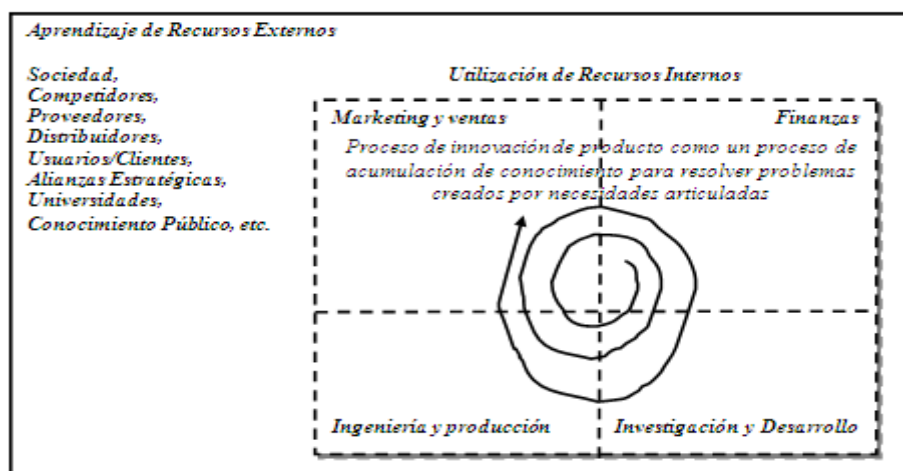 Aprendizaje de Recursos Externos
Sociedad,
Competidores,
Proveedores,
Distribuidores,
Usuarios/Clientes,
Alianzas Estratégicas,
Universidades,
Conocimiento Público, etc.
Utilización de Recursos Internos
Marketing y ventas
Finanzas
Proceso de innovación de producto como un proceso de
acumulación de conocimiento para resolver problemas
creados por necesidades articuladas
Ingeniería y producción
Investigación y Desarrollo